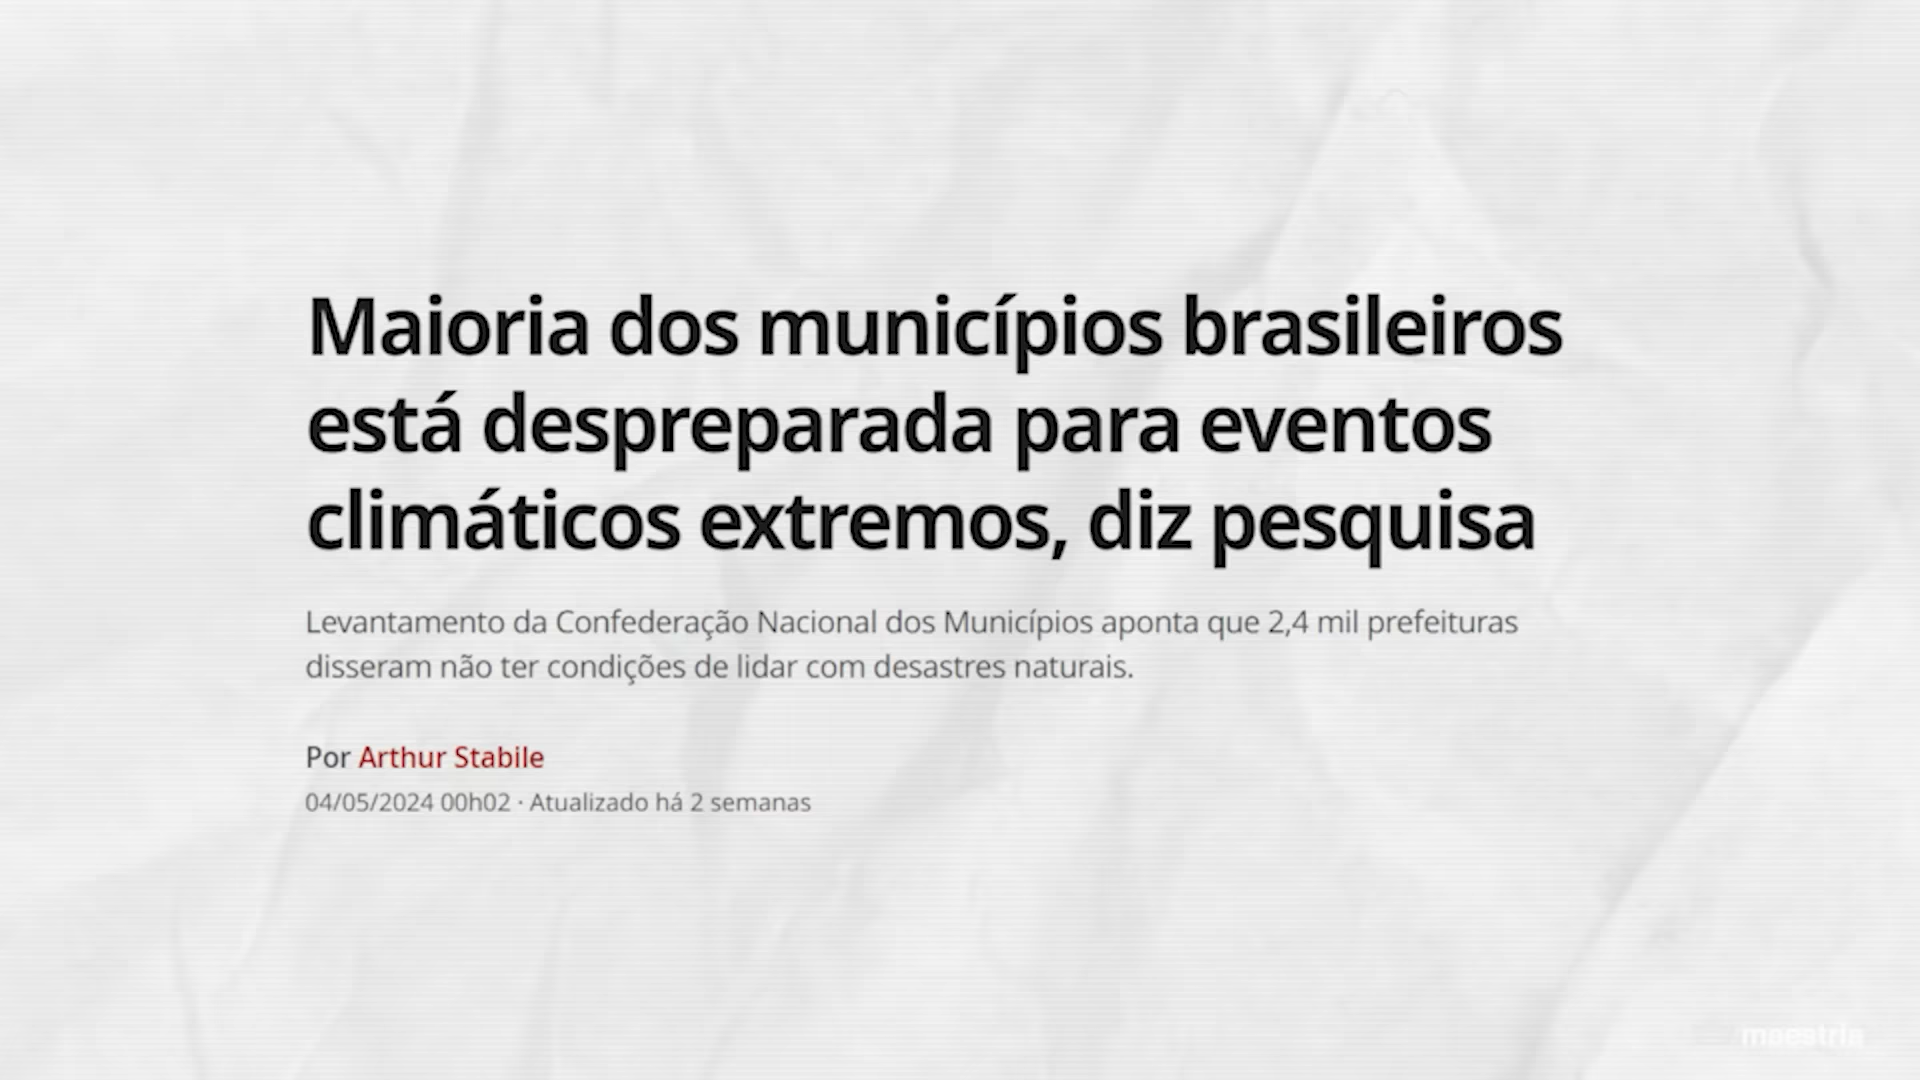 Maioria dos municípios brasileiros
está despreparada para eventos
climáticos extremos, diz pesquisa
Levantamento da Confederação Nacional dos Municípios aponta que 2,4 mil prefeituras
disseram não ter condições de lidar com desastres naturais.
Por Arthur Stabile
04/05/2024 00h02 · Atualizado há 2 semanas
maestria